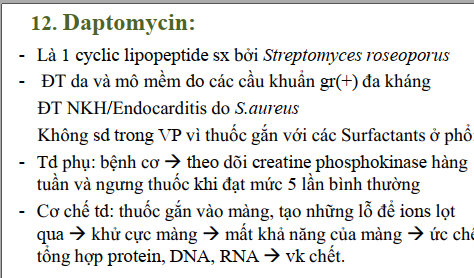 12. Daptomycin:
- Là 1 cyclic lipopeptide sx bởi Streptomyces roseoporus
- ĐT da và mô mềm do các cầu khuẩn gr(+) đa kháng
ĐT NKH/Endocarditis do S.aureus
Không sd trong VP vì thuốc gắn với các Surfactants ở phổ
- Td phụ: bệnh cơ → theo dõi creatine phosphokinase hàng
tuần và ngưng thuốc khi đạt mức 5 lần bình thường
- Cơ chế td: thuốc gắn vào màng, tạo những lỗ để ions lọt
qua → khử cực màng → mất khả năng của màng → ức chế
tổng hợp protein, DNA, RNA → vk chết.